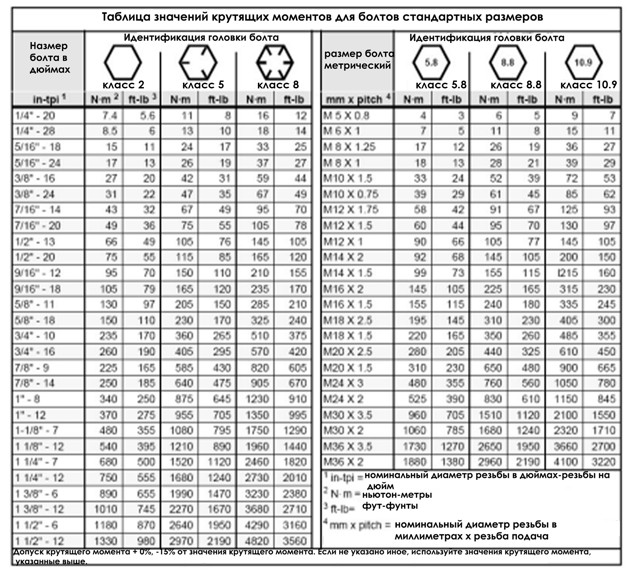 Таблица значений крутящих моментов для болтов стандартных размеров
Назмер болта в дюймах
Идентификация головки болта
класс 2 класс 5 класс 8
in-tpi 1 N·m 2 ft-lb 3 N·m ft-lb N·m ft-lb
1/4" - 20 7.4 5.6 11 8 16 12
1/4" - 28 8.5 6 13 10 18 14
5/16" - 18 15 11 24 17 33 25
5/16" - 24 17 13 26 19 37 27
3/8" - 16 27 20 42 31 59 44
3/8" - 24 31 22 47 35 67 49
7/16" - 14 43 32 67 49 95 70
7/16" - 20 49 36 75 55 105 78
1/2" - 13 66 49 105 76 145 105
1/2" - 20 75 55 115 85 165 120
9/16" - 12 95 70 150 110 210 155
9/16" - 18 105 79 165 120 235 170
5/8" - 11 130 97 205 150 285 210
5/8" - 18 150 110 230 170 325 240
3/4" - 10 235 170 360 265 510 375
3/4" - 16 260 190 405 295 570 420
7/8" - 9 225 165 585 430 820 605
7/8" - 14 250 185 640 475 905 670
1" - 8 340 250 875 645 1230 910
1" - 12 370 275 955 705 1350 995
1-1/8" - 7 480 355 1080 795 1750 1290
1 1/8" - 12 540 395 1210 890 1960 1440
1 1/4" - 7 680 500 1520 1120 2460 1820
1 1/4" - 12 750 555 1680 1240 2730 2010
1 3/8" - 6 890 655 1990 1470 3230 2380
1 3/8" - 12 1010 745 2270 1670 3680 2710
1 1/2" - 6 1180 870 2640 1950 4290 3160
1 1/2" - 12 1330 980 2970 2190 4820 3560
размер болта метрический
Идентификация головки болта
5.8 8.8 10.9
класс 5.8 класс 8.8 класс 10.9
mm x pitch 4 N·m ft-lb N·m ft-lb N·m ft-lb
M 5 X 0.8 4 3 6 5 9 7
M 6 X 1 7 5 11 8 15 11
M 8 X 1.25 17 12 26 19 36 27
M 8 X 1 18 13 28 21 39 29
M10 X 1.5 33 24 52 39 72 53
M10 X 0.75 39 29 61 45 85 62
M12 X 1.75 58 42 91 67 125 93
M12 X 1.5 60 44 95 70 130 97
M12 X 1 90 66 105 77 145 105
M14 X 2 92 68 145 105 200 150
M14 X 1.5 99 73 155 115 l215 160
M16 X 2 145 105 225 165 315 230
M16 X 1.5 155 115 240 180 335 245
M18 X 2.5 195 145 310 230 405 300
M18 X 1.5 220 165 350 260 485 355
M20 X 2.5 280 205 440 325 610 450
M20 X 1.5 310 230 650 480 900 665
M24 X 3 480 355 760 560 1050 780
M24 X 2 525 390 830 610 1150 845
M30 X 3.5 960 705 1510 1120 2100 1550
M30 X 2 1060 785 1680 1240 2320 1710
M36 X 3.5 1730 1270 2650 1950 3660 2700
M36 X 2 1880 1380 2960 2190 4100 3220
1 in-tpi = номинальный диаметр резьбы в дюймах-резьбы на
дюйм
2 N·m = ньютон-метры
3 ft-lb= фут-фунты
4 mm x pitch = номинальный диаметр резьбы в
миллиметрах x резьба подача
Допуск крутящего момента + 0%, -15% от значения крутящего момента. Если не указано иное, используйте значения крутящего момента,
указанные выше.